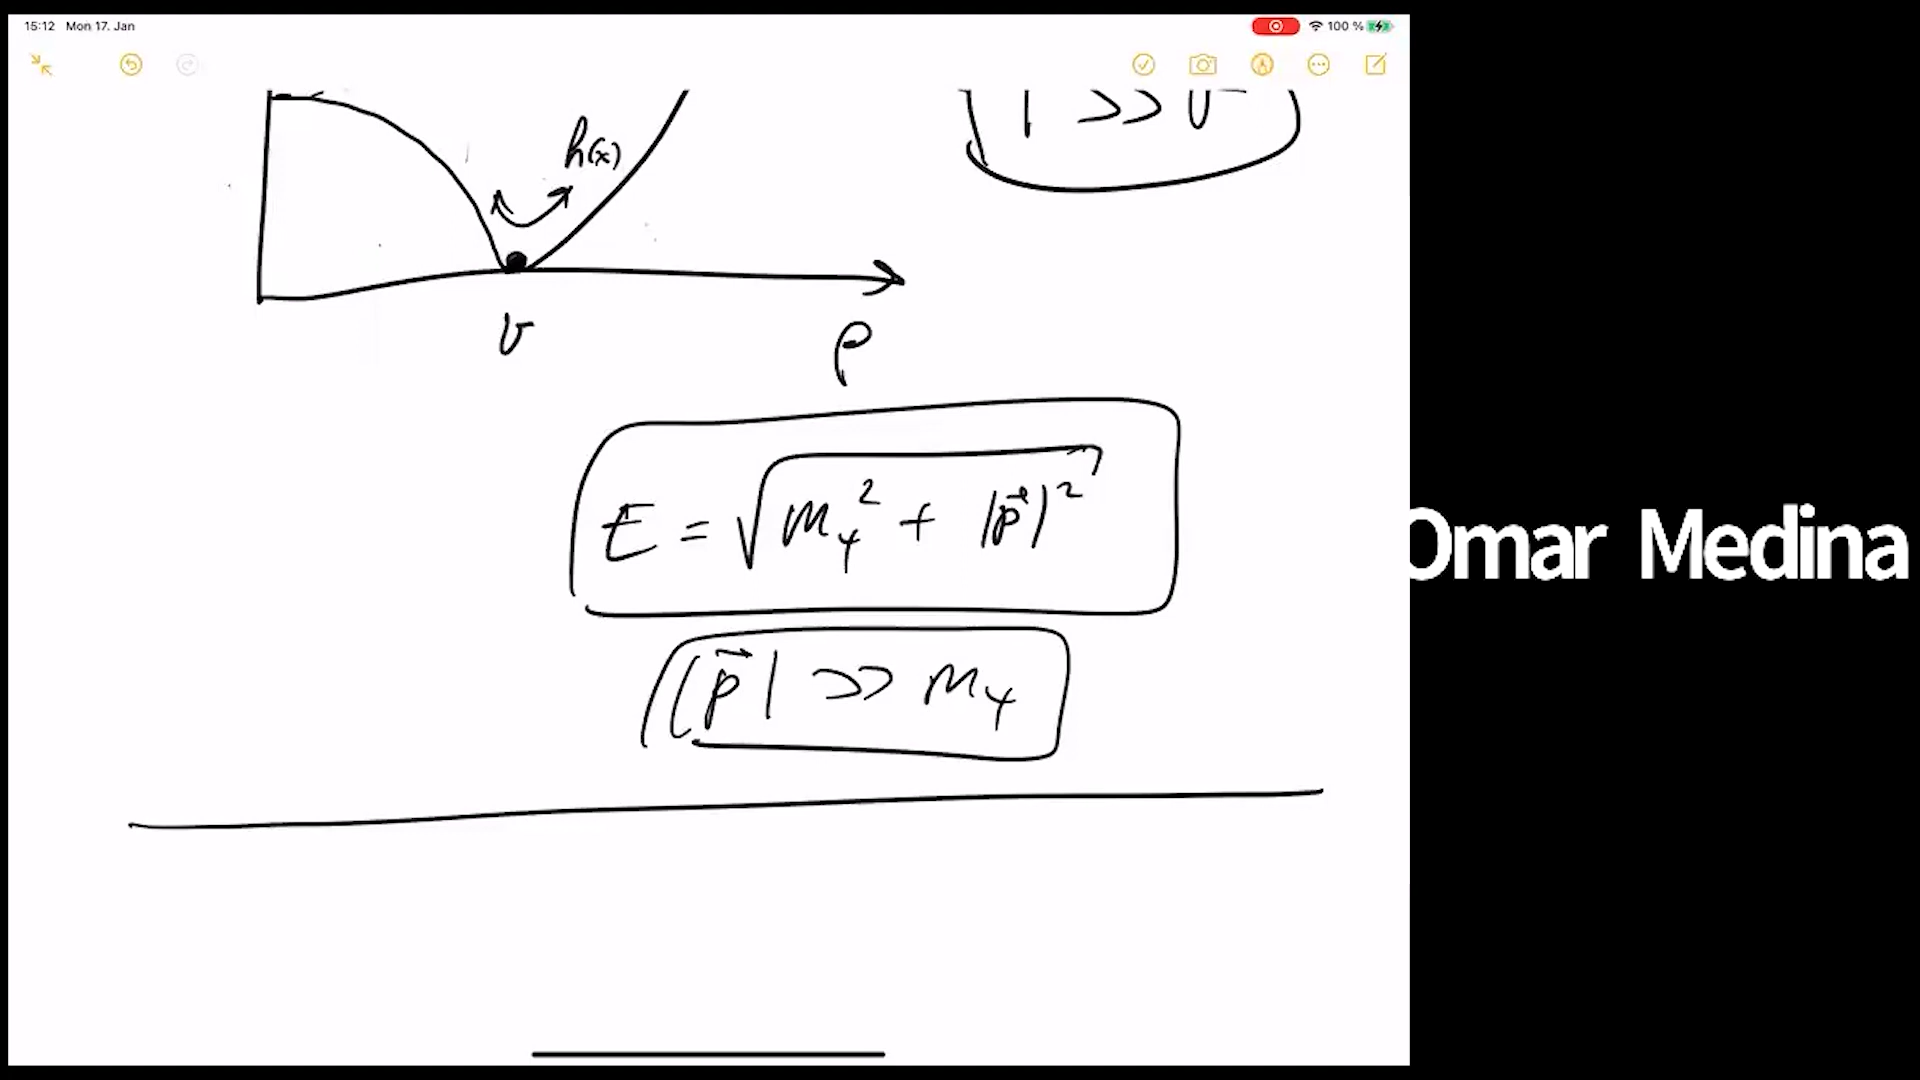 15:12 Mon 17. Jan 100 %
h(x)
| >> v
v
ρ
E = √(m_ψ² + |p⃗|²)
|p⃗| >> m_ψ
Omar Medina